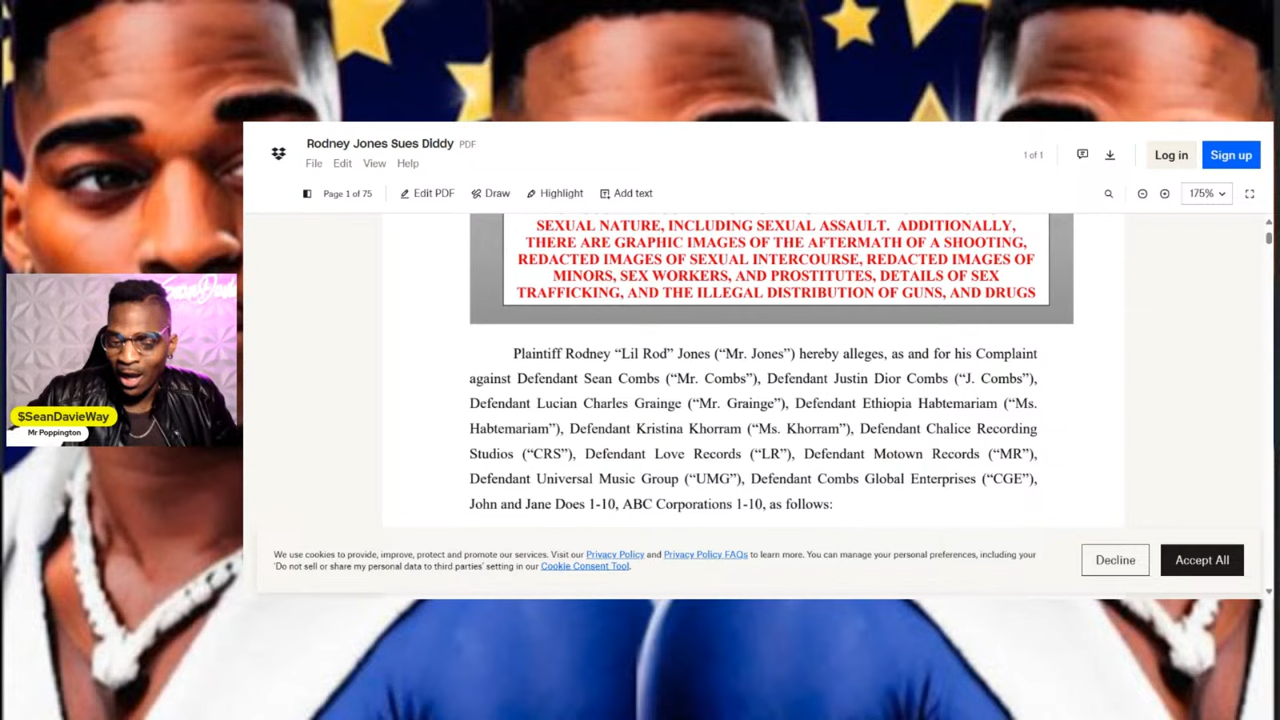 Rodney Jones Sues Diddy PDF
File Edit View Help
1 of 1
Log in
Sign up
Page 1 of 75
Edit PDF
Draw
Highlight
Add text
175%
SEXUAL NATURE, INCLUDING SEXUAL ASSAULT. ADDITIONALLY,
THERE ARE GRAPHIC IMAGES OF THE AFTERMATH OF A SHOOTING,
REDACTED IMAGES OF SEXUAL INTERCOURSE, REDACTED IMAGES OF
MINORS, SEX WORKERS, AND PROSTITUTES, DETAILS OF SEX
TRAFFICKING, AND THE ILLEGAL DISTRIBUTION OF GUNS, AND DRUGS
Plaintiff Rodney “Lil Rod” Jones (“Mr. Jones”) hereby alleges, as and for his Complaint
against Defendant Sean Combs (“Mr. Combs”), Defendant Justin Dior Combs (“J. Combs”),
Defendant Lucian Charles Grainge (“Mr. Grainge”), Defendant Ethiopia Habtemariam (“Ms.
Habtemariam”), Defendant Kristina Khorram (“Ms. Khorram”), Defendant Chalice Recording
Studios (“CRS”), Defendant Love Records (“LR”), Defendant Motown Records (“MR”),
Defendant Universal Music Group (“UMG”), Defendant Combs Global Enterprises (“CGE”),
John and Jane Does 1-10, ABC Corporations 1-10, as follows:
$SeanDavieWay
Mr Poppington
We use cookies to provide, improve, protect and promote our services. Visit our Privacy Policy and Privacy Policy FAQs to learn more. You can manage your personal preferences, including your
‘Do not sell or share my personal data to third parties’ setting in our Cookie Consent Tool.
Decline
Accept All